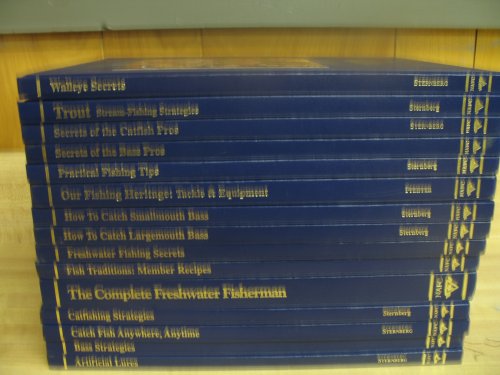 Walleye Secrets STERNBERG
Trout Stream-Fishing Strategies Sternberg
Secrets of the Catfish Pros STERNBERG
Secrets of the Bass Pros
Practical Fishing Tips Sternberg
Our Fishing Heritage: Tackle & Equipment
How To Catch Smallmouth Bass Sternberg
How To Catch Largemouth Bass Sternberg
Freshwater Fishing Secrets
Fish Traditions: Member Recipes
The Complete Freshwater Fisherman
Catfishing Strategies Sternberg
Catch Fish Anywhere, Anytime STERNBERG
Bass Strategies
Artificial Lures STERNBERG